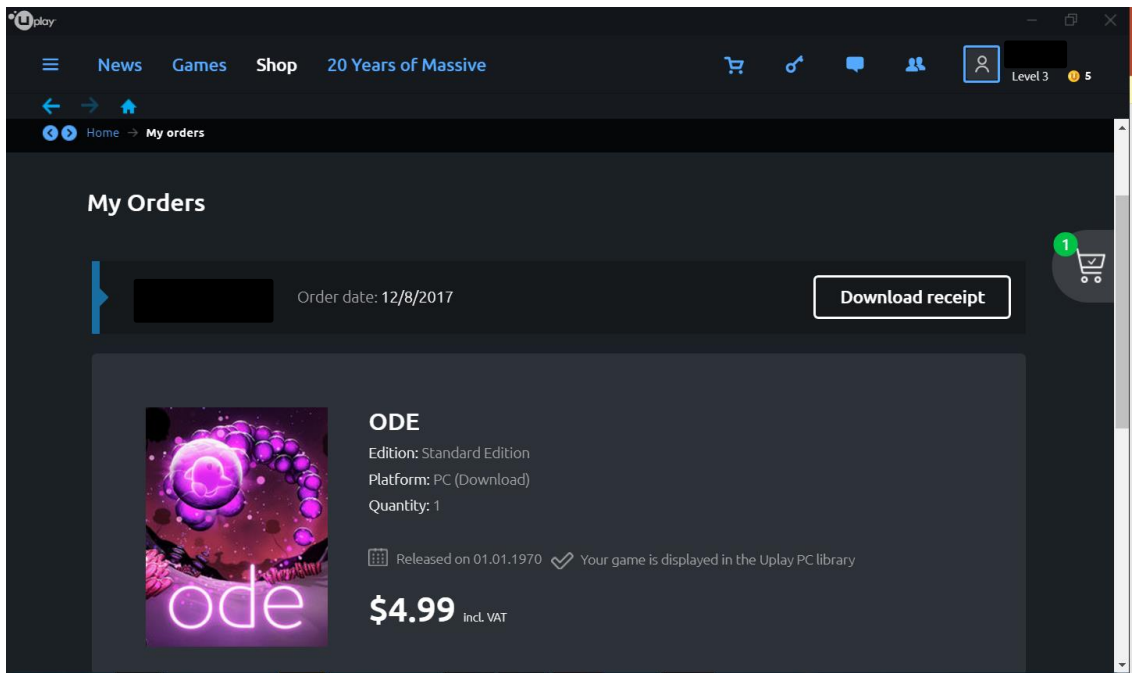 Uplay
News Games Shop 20 Years of Massive
Level 3 5
Home → My orders
My Orders
1
Order date: 12/8/2017 Download receipt
ODE
Edition: Standard Edition
Platform: PC (Download)
Quantity: 1
Released on 01.01.1970 Your game is displayed in the Uplay PC library
ode
$4.99 incl. VAT